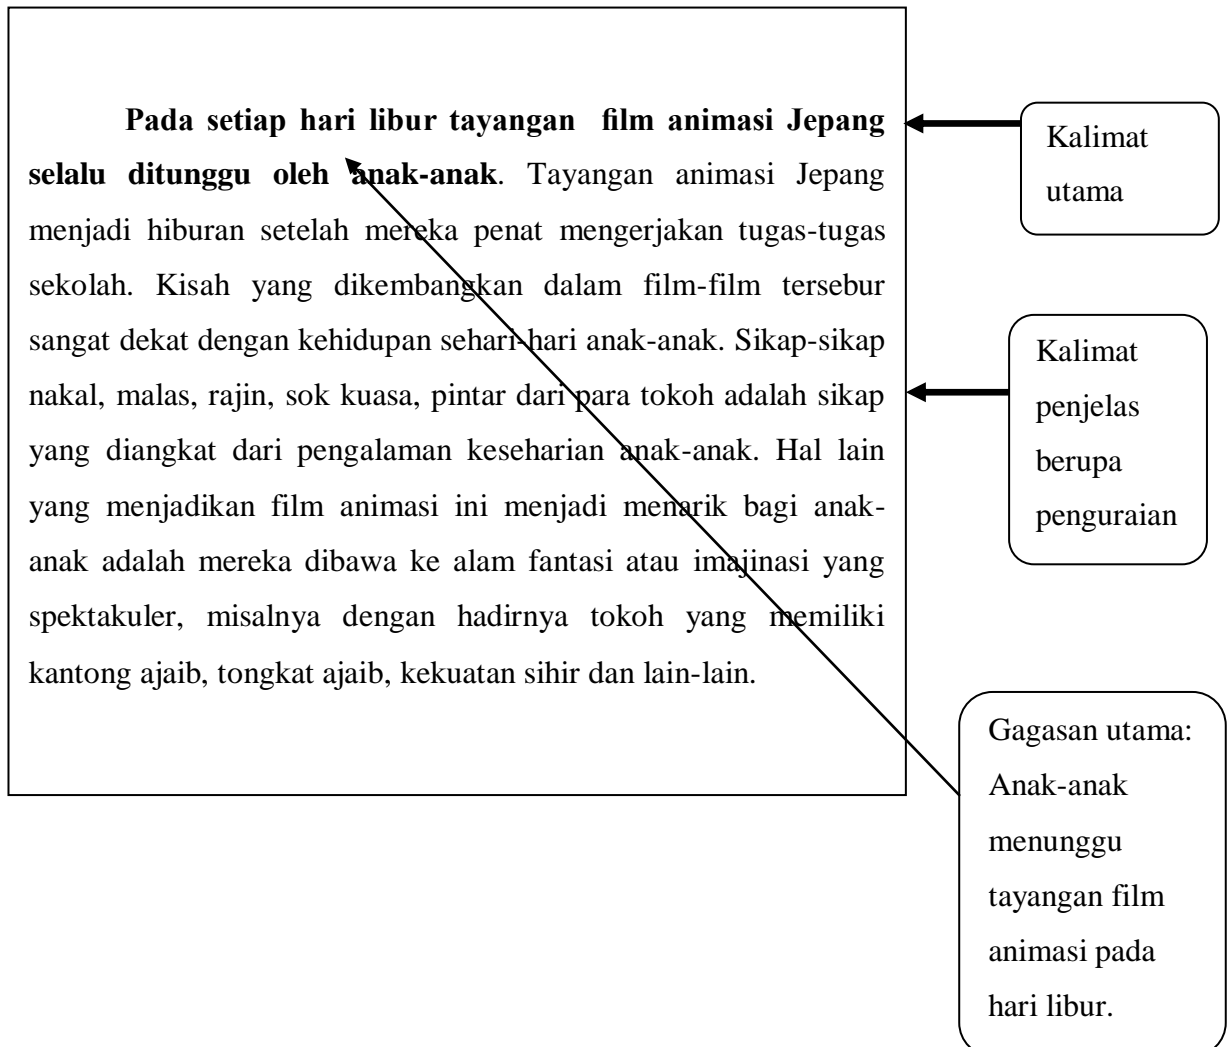 Pada setiap hari libur tayangan film animasi Jepang
selalu ditunggu oleh anak-anak. Tayangan animasi Jepang
menjadi hiburan setelah mereka penat mengerjakan tugas-tugas
sekolah. Kisah yang dikembangkan dalam film-film tersebur
sangat dekat dengan kehidupan sehari-hari anak-anak. Sikap-sikap
nakal, malas, rajin, sok kuasa, pintar dari para tokoh adalah sikap
yang diangkat dari pengalaman keseharian anak-anak. Hal lain
yang menjadikan film animasi ini menjadi menarik bagi anak-
anak adalah mereka dibawa ke alam fantasi atau imajinasi yang
spektakuler, misalnya dengan hadirnya tokoh yang memiliki
kantong ajaib, tongkat ajaib, kekuatan sihir dan lain-lain.
Kalimat
utama
Kalimat
penjelas
berupa
penguraian
Gagasan utama:
Anak-anak
menunggu
tayangan film
animasi pada
hari libur.